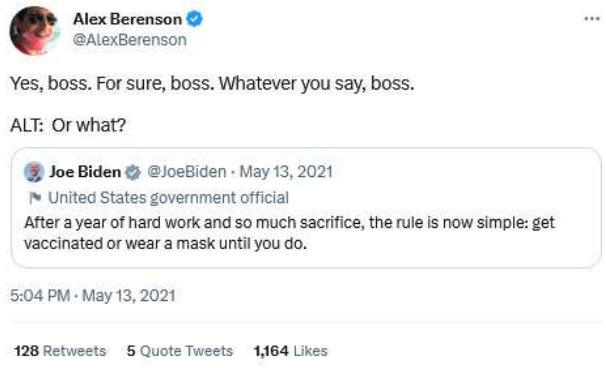 Alex Berenson
@AlexBerenson
Yes, boss. For sure, boss. Whatever you say, boss.
ALT: Or what?
Joe Biden @JoeBiden · May 13, 2021
United States government official
After a year of hard work and so much sacrifice, the rule is now simple: get
vaccinated or wear a mask until you do.
5:04 PM · May 13, 2021
128 Retweets 5 Quote Tweets 1,164 Likes